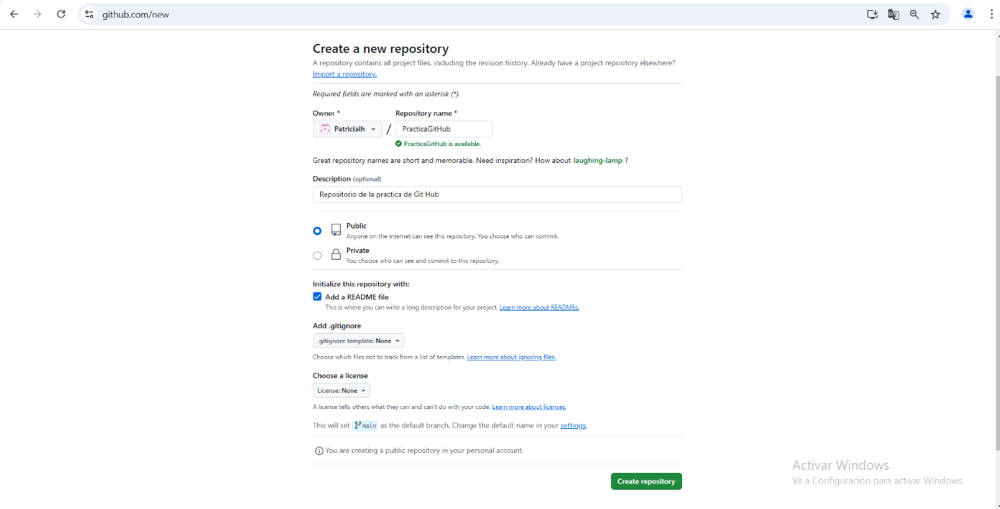 github.com/new
Create a new repository
A repository contains all project files, including the revision history. Already have a project repository elsewhere?
Import a repository.
Required fields are marked with an asterisk (*).
Owner * Repository name *
Patricialh / PracticaGitHub
PracticaGitHub is available.
Great repository names are short and memorable. Need inspiration? How about laughing-lamp ?
Description (optional)
Repositorio de la practica de Git Hub
Public
Anyone on the internet can see this repository. You choose who can commit.
Private
You choose who can see and commit to this repository.
Initialize this repository with:
Add a README file
This is where you can write a long description for your project. Learn more about READMEs.
Add .gitignore
.gitignore template: None
Choose which files not to track from a list of templates. Learn more about ignoring files.
Choose a license
License: None
A license tells others what they can and can't do with your code. Learn more about licenses.
This will set main as the default branch. Change the default name in your settings.
You are creating a public repository in your personal account.
Create repository
Activar Windows
Ve a Configuración para activar Windows.